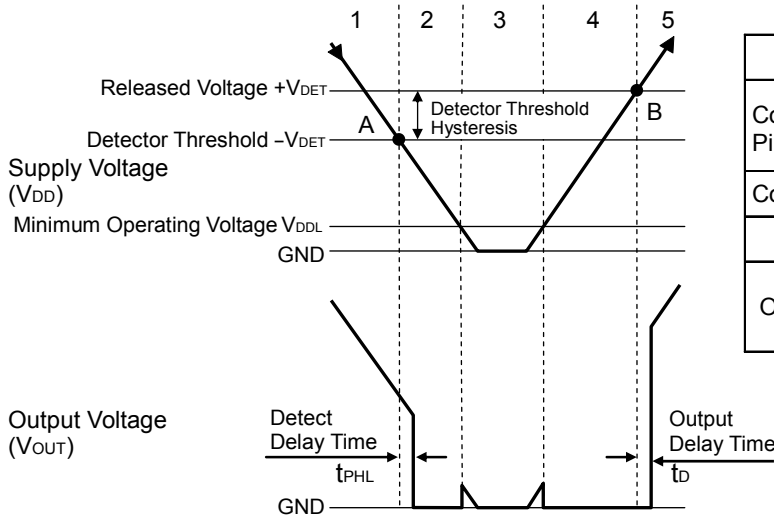 1 2 3 4 5
Released Voltage +VDET
Detector Threshold
Hysteresis
A
B
Detector Threshold –VDET
Supply Voltage
(VDD)
Minimum Operating Voltage VDDL
GND
Output Voltage
(VOUT)
Detect
Delay Time
tPHL
Output
Delay Time
tD
GND
Co
Pi
Co
C